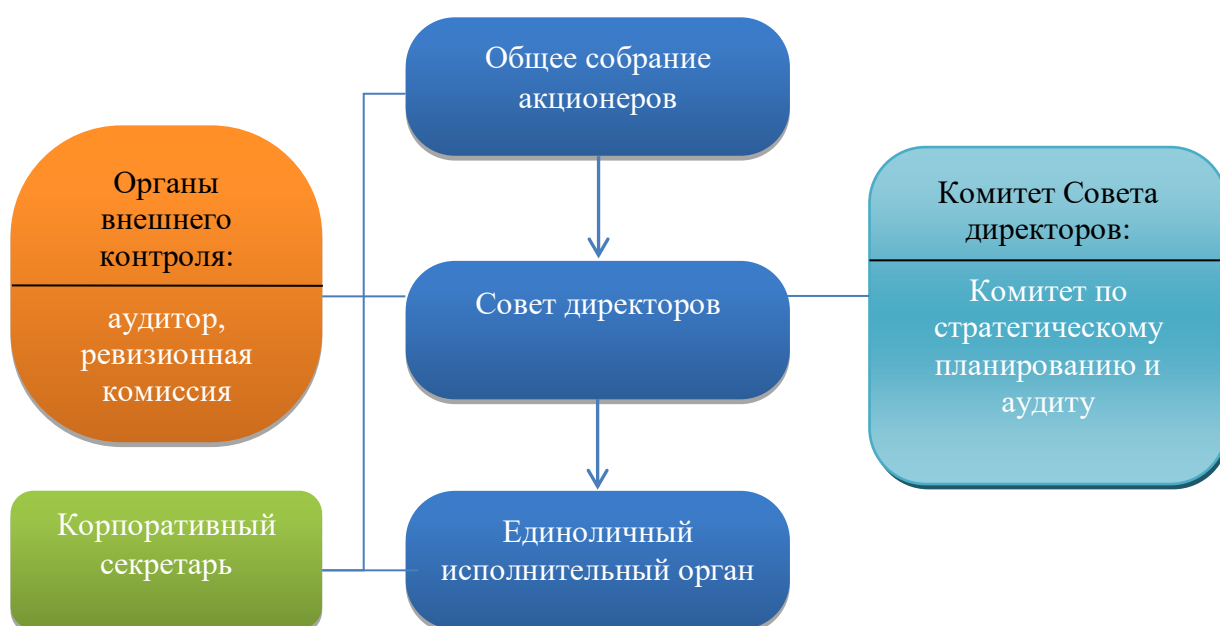 Общее собрание
акционеров
Органы
внешнего
контроля:
аудитор,
ревизионная
комиссия
Совет директоров
Комитет Совета
директоров:
Комитет по
стратегическому
планированию и
аудиту
Корпоративный
секретарь
Единоличный
исполнительный орган